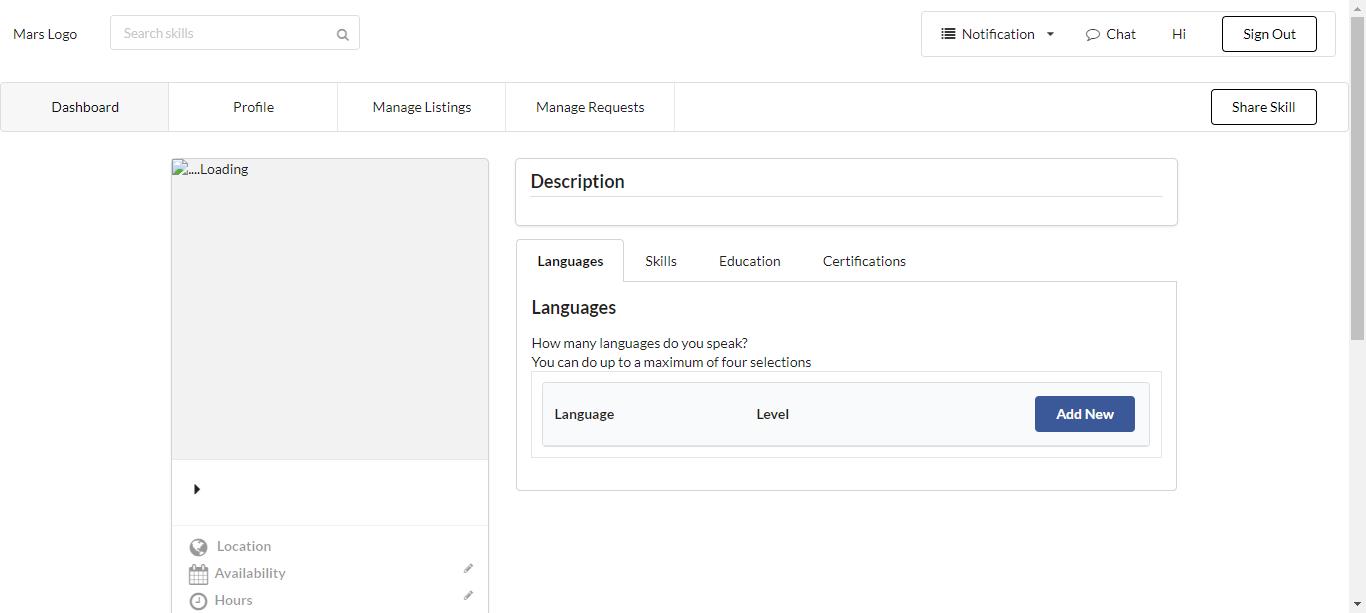 Mars Logo
Search skills
Notification
Chat
Hi
Sign Out
Dashboard
Profile
Manage Listings
Manage Requests
Share Skill
....Loading
Description
Languages
Skills
Education
Certifications
Languages
How many languages do you speak?
You can do up to a maximum of four selections
Language
Level
Add New
Location
Availability
Hours